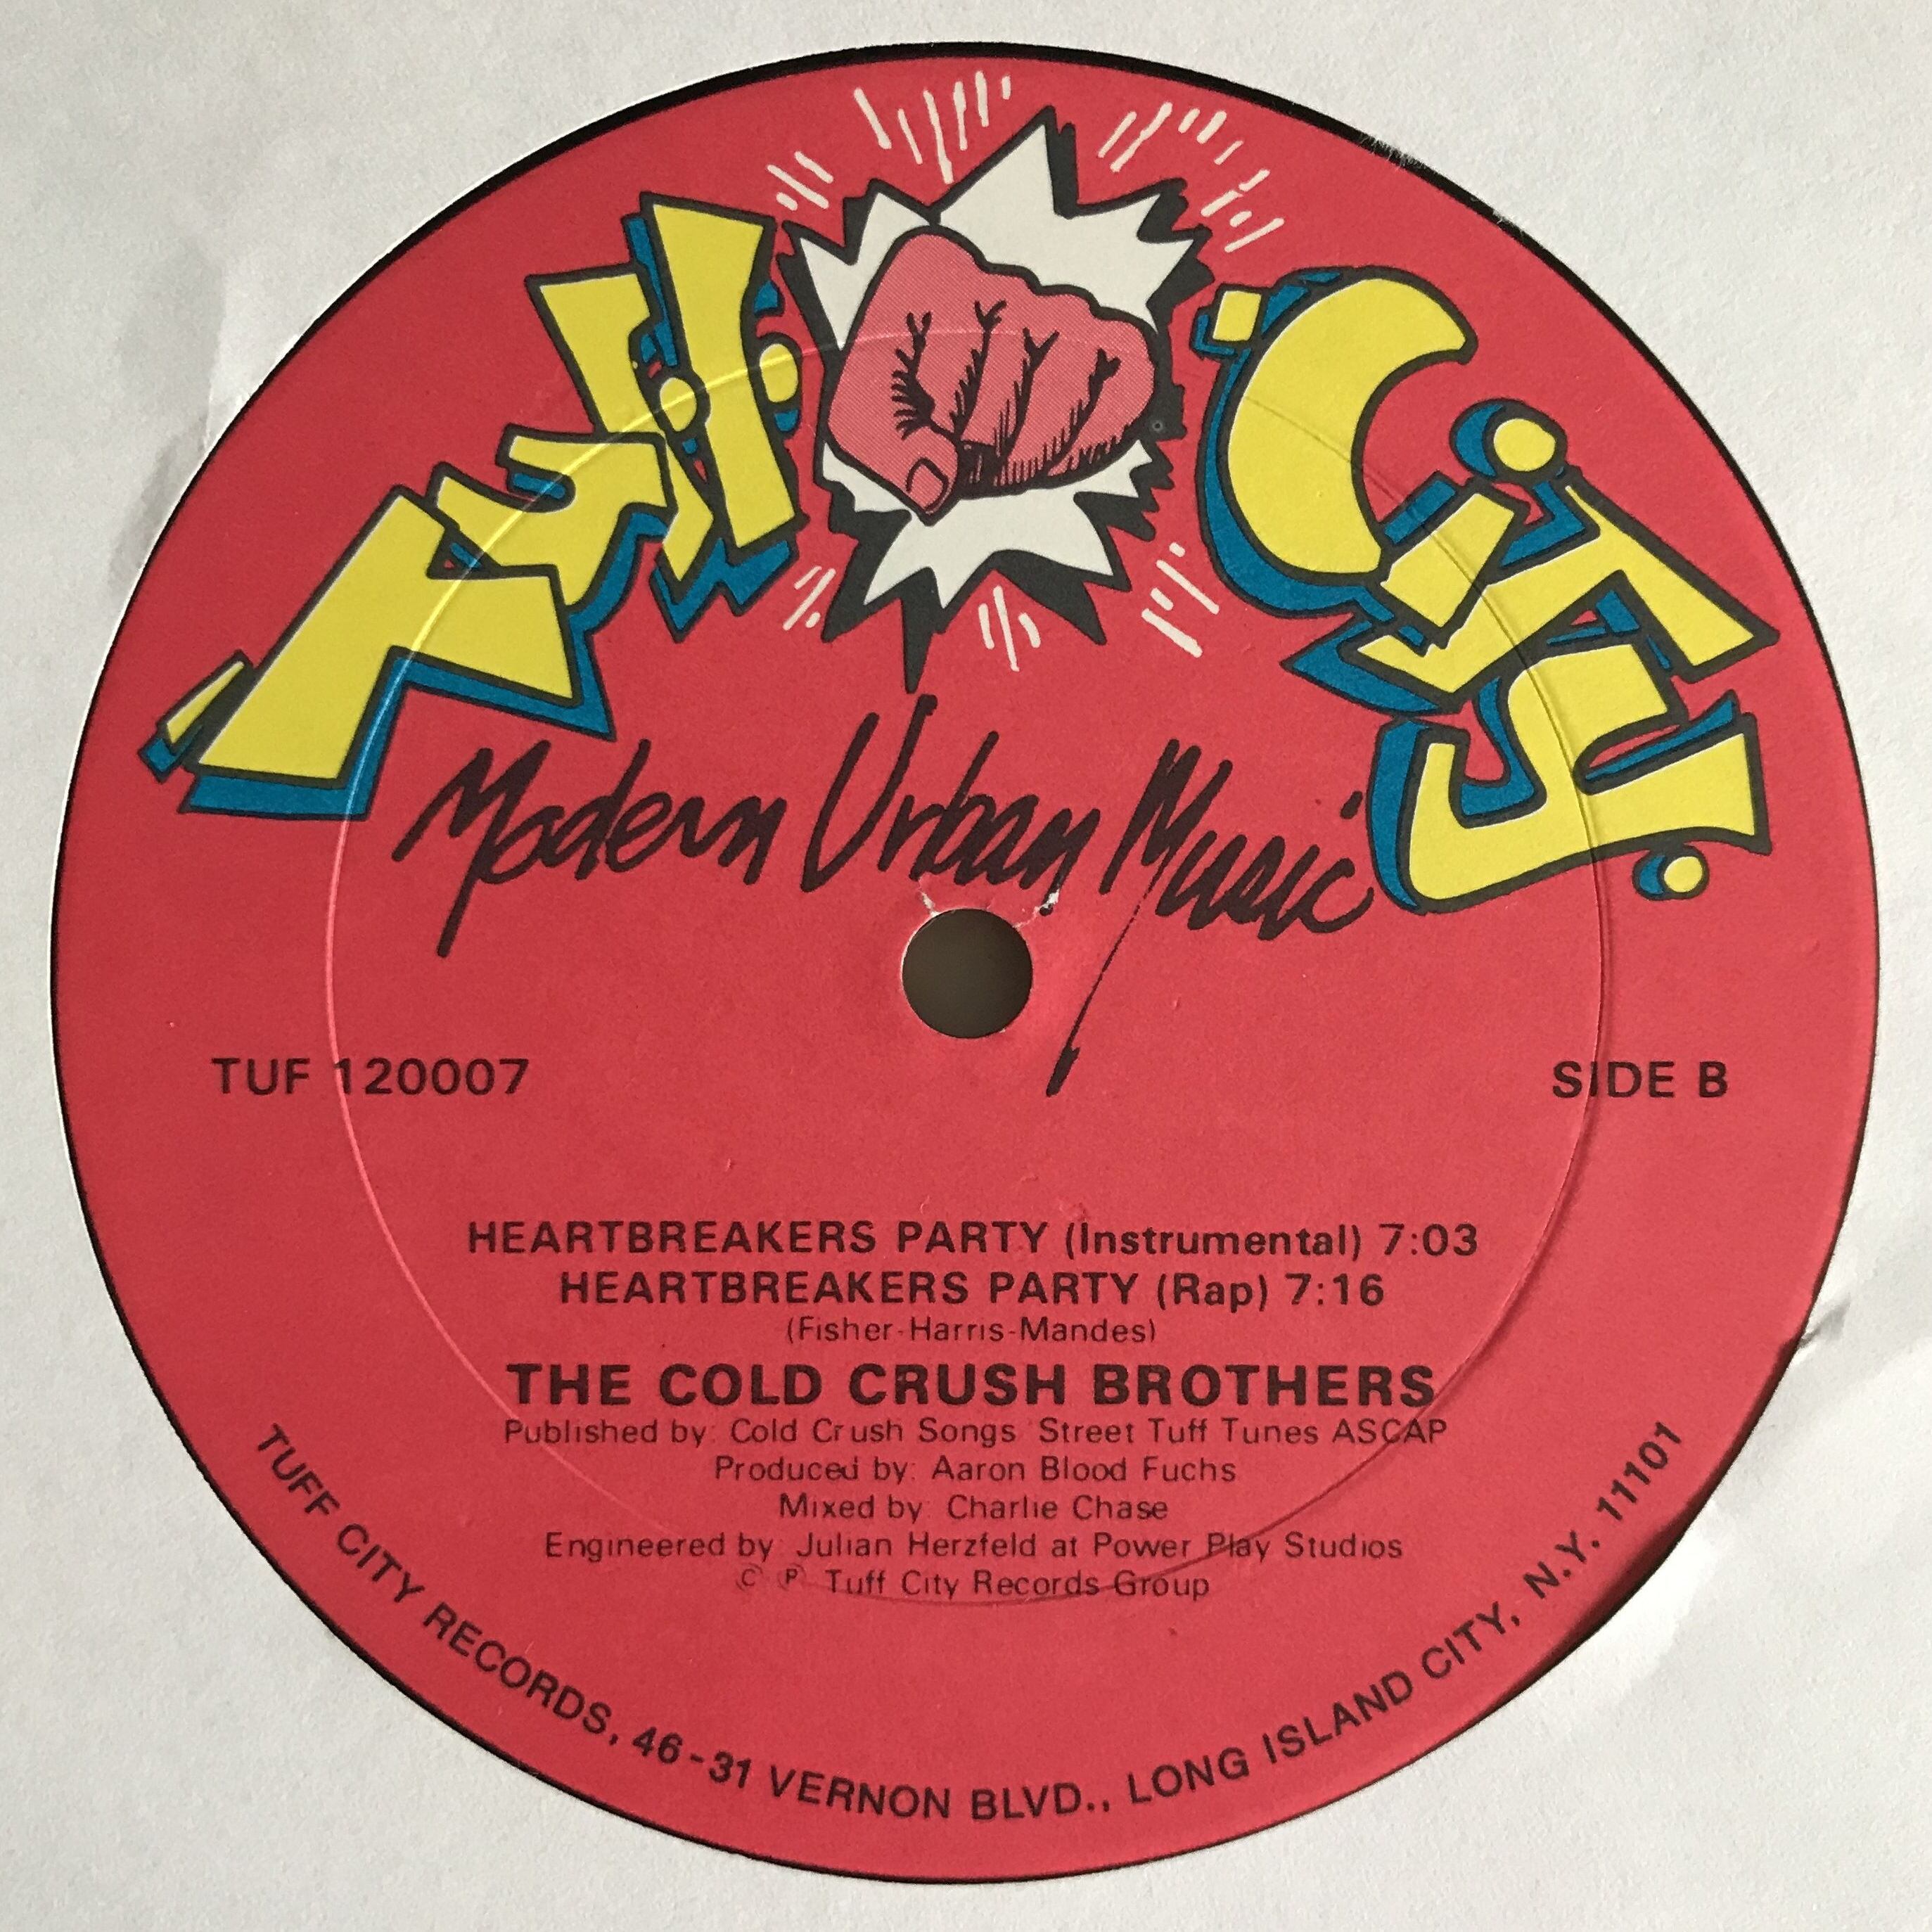 Tuff City!
Modern Urban Music
TUF 120007
SIDE B
HEARTBREAKERS PARTY (Instrumental) 7:03
HEARTBREAKERS PARTY (Rap) 7:16
(Fisher-Harris-Mandes)
THE COLD CRUSH BROTHERS
Published by: Cold Crush Songs Street Tuff Tunes ASCAP
Produced by: Aaron Blood Fuchs
Mixed by: Charlie Chase
Engineered by: Julian Herzfeld at Power Play Studios
© ℗ Tuff City Records Group
TUFF CITY RECORDS, 46-31 VERNON BLVD., LONG ISLAND CITY, N.Y. 11101